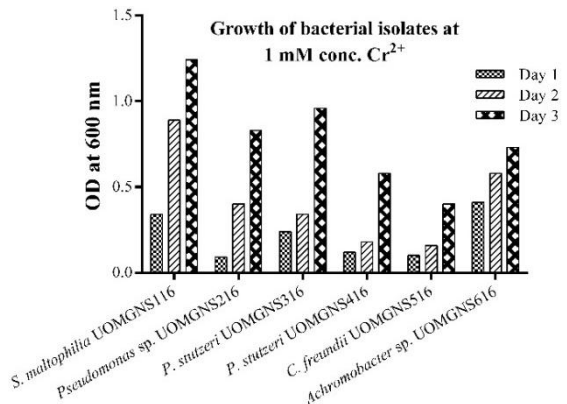 Growth of bacterial isolates at
1 mM conc. Cr²⁺
Day 1
Day 2
Day 3
OD at 600 nm
1.5
1.0
0.5
0.0
S. maltophilia UOMGNS116
Pseudomonas sp. UOMGNS216
P. stutzeri UOMGNS316
P. stutzeri UOMGNS416
C. freundii UOMGNS516
Achromobacter sp. UOMGNS616